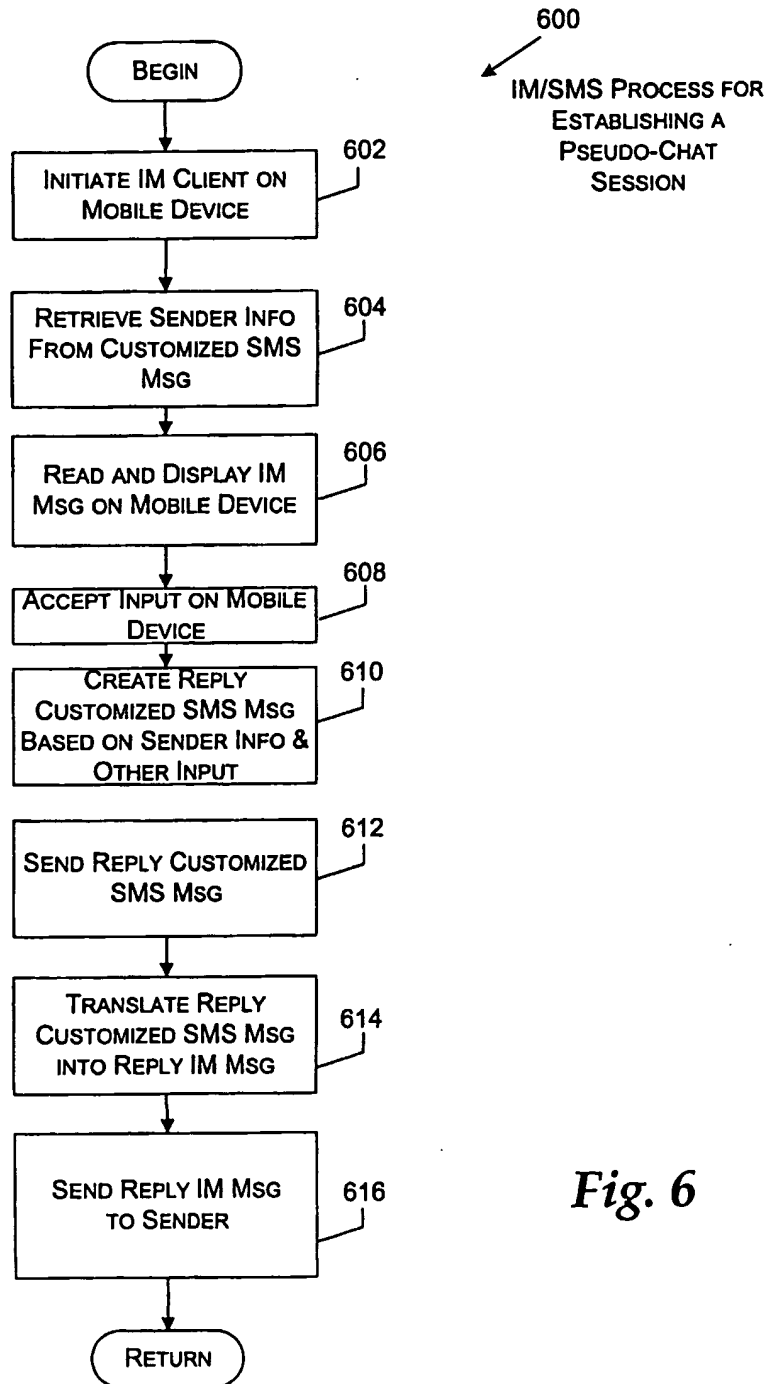 600
IM/SMS PROCESS FOR
ESTABLISHING A
PSEUDO-CHAT
SESSION
BEGIN
602
INITIATE IM CLIENT ON
MOBILE DEVICE
604
RETRIEVE SENDER INFO
FROM CUSTOMIZED SMS
MSG
606
READ AND DISPLAY IM
MSG ON MOBILE DEVICE
608
ACCEPT INPUT ON MOBILE
DEVICE
610
CREATE REPLY
CUSTOMIZED SMS MSG
BASED ON SENDER INFO &
OTHER INPUT
612
SEND REPLY CUSTOMIZED
SMS MSG
614
TRANSLATE REPLY
CUSTOMIZED SMS MSG
INTO REPLY IM MSG
616
SEND REPLY IM MSG
TO SENDER
RETURN
Fig. 6